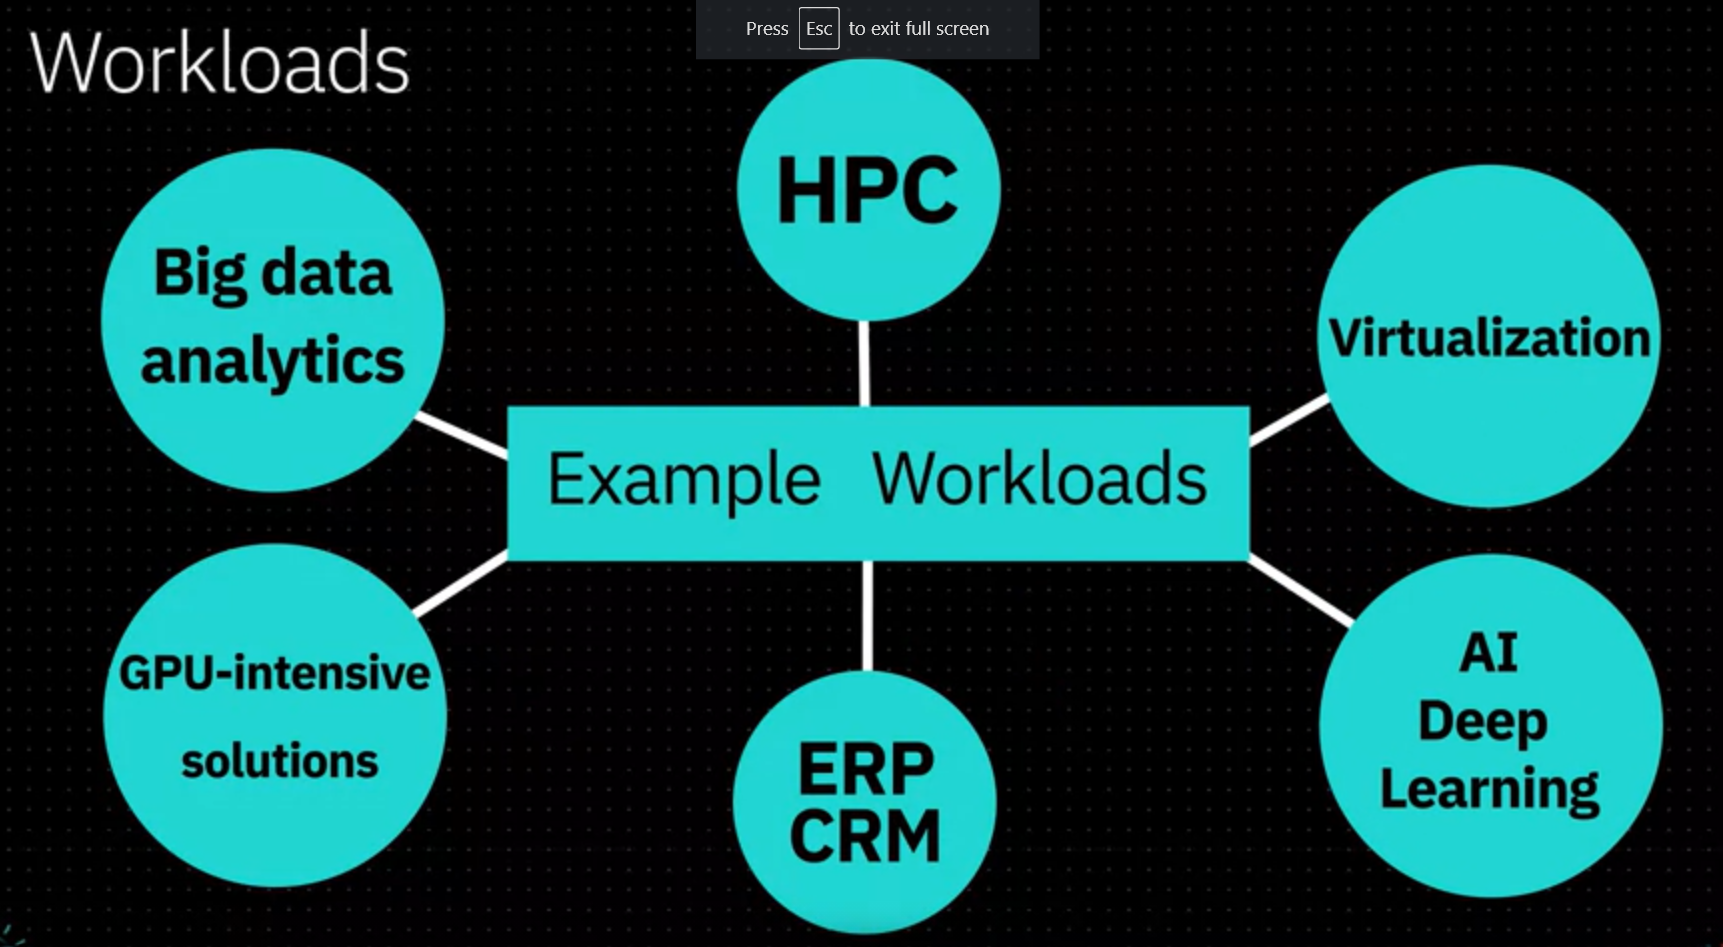 Press Esc to exit full screen
Workloads
HPC
Big data
analytics
Virtualization
Example Workloads
GPU-intensive
solutions
ERP
CRM
AI
Deep
Learning